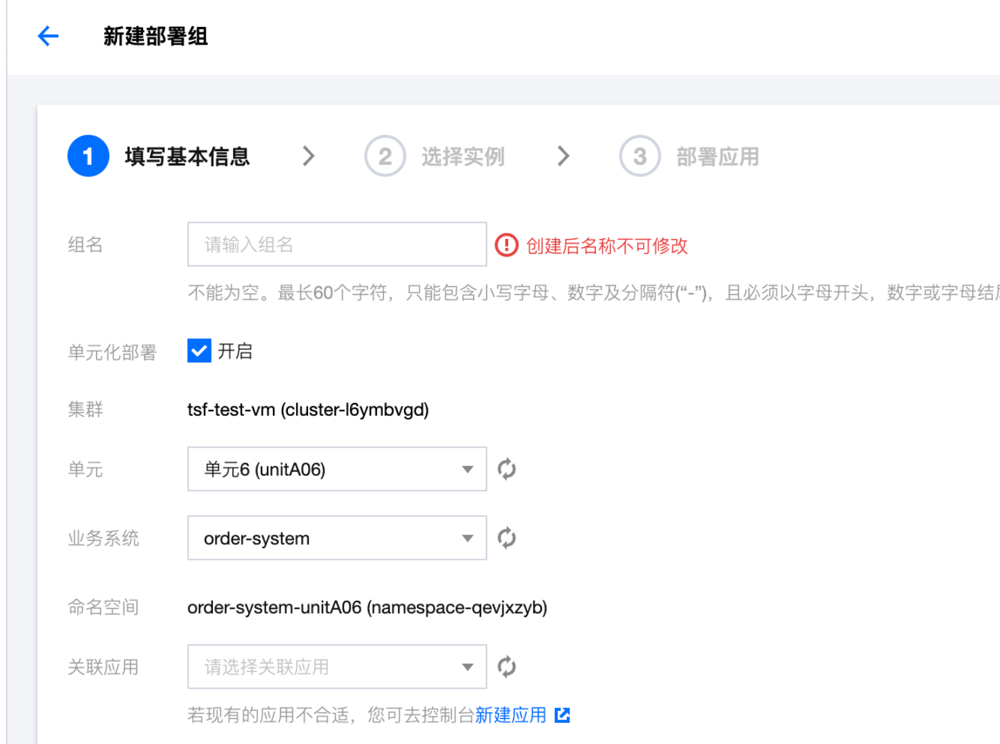 新建部署组
1 填写基本信息 2 选择实例 3 部署应用
组名 请输入组名 创建后名称不可修改
不能为空。最长60个字符，只能包含小写字母、数字及分隔符(“-”)，且必须以字母开头，数字或字母结
单元化部署 开启
集群 tsf-test-vm (cluster-l6ymbvgd)
单元 单元6 (unitA06)
业务系统 order-system
命名空间 order-system-unitA06 (namespace-qevjxzyb)
关联应用 请选择关联应用
若现有的应用不合适，您可去控制台新建应用